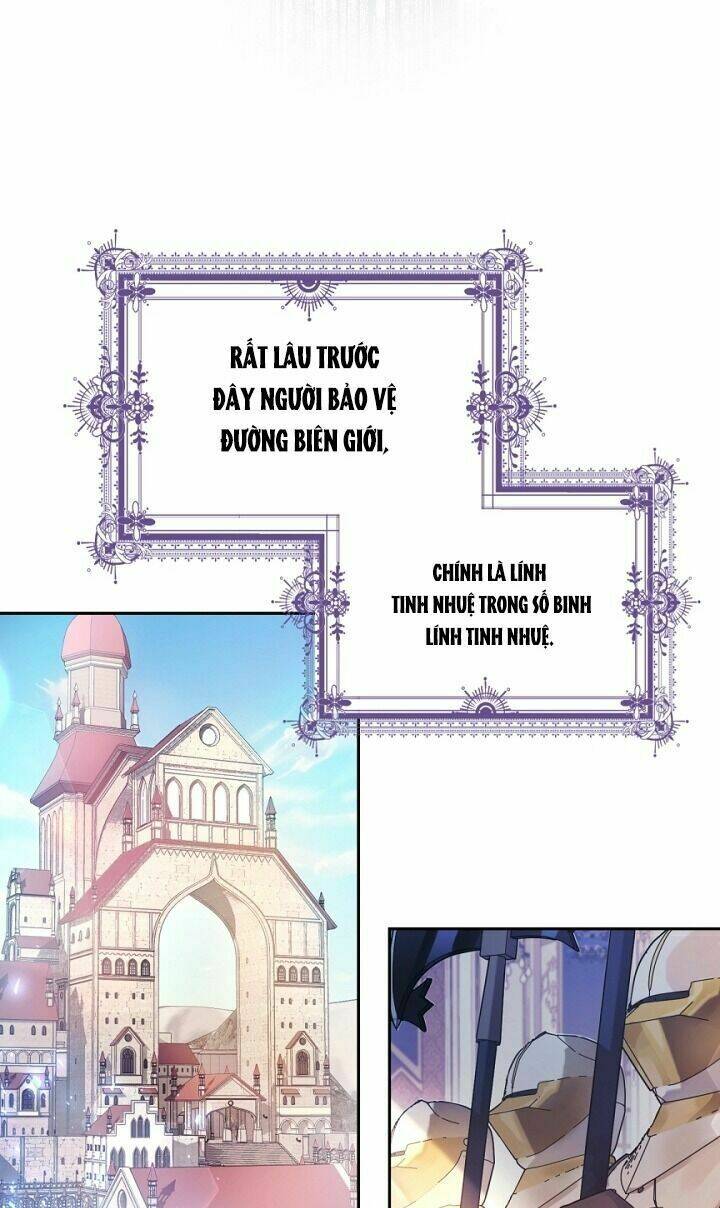 RẤT LÂU TRƯỚC
ĐÂY NGƯỜI BẢO VỆ
ĐƯỜNG BIÊN GIỚI,
CHÍNH LÀ LÍNH
TINH NHUỆ TRONG SỐ BINH
LÍNH TINH NHUỆ.